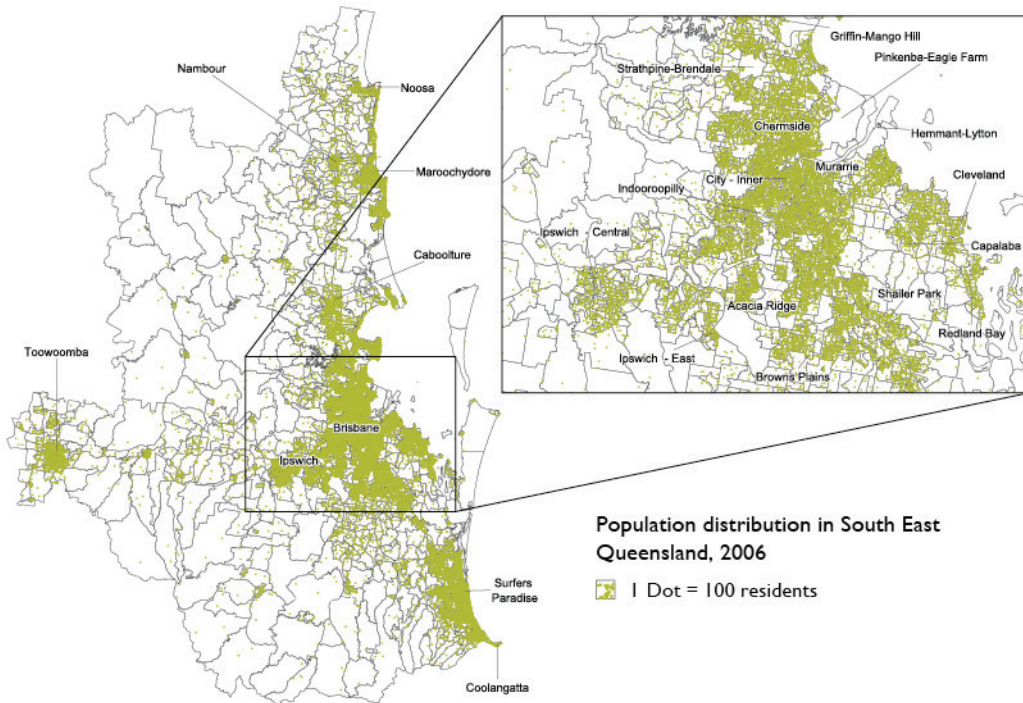 Nambour
Noosa
Maroochydore
Caboolture
Toowoomba
Brisbane
Ipswich
Surfers
Paradise
Coolangatta
Griffin-Mango Hill
Pinkenba-Eagle Farm
Strathpine-Brendale
Chermside
Hemmant-Lytton
Murarrie
Cleveland
City - Inner
Indooroopilly
Ipswich - Central
Capalaba
Shailer Park
Acacia Ridge
Redland Bay
Ipswich - East
Browns Plains
Population distribution in South East
Queensland, 2006
1 Dot = 100 residents